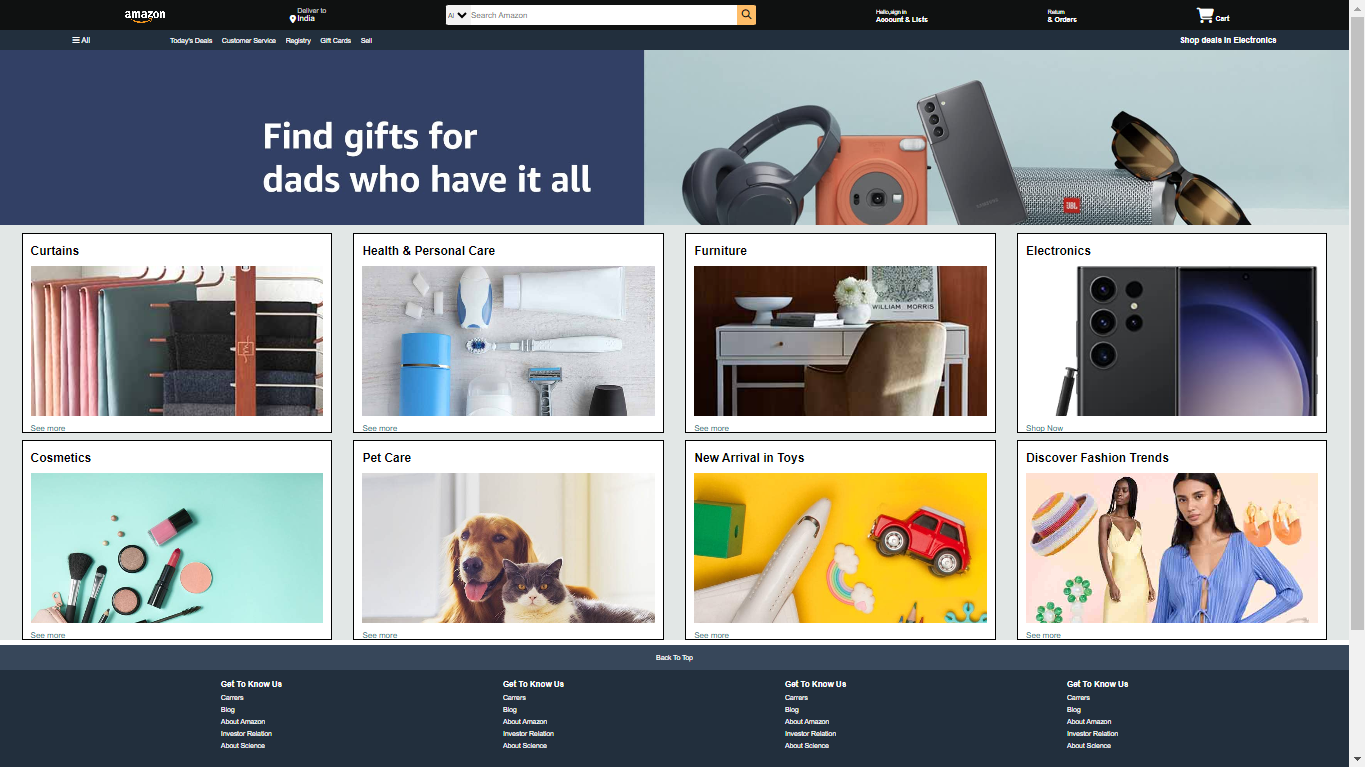 amazon
Deliver to
India
All
Search Amazon
Hello,sign in
Account & Lists
Return
& Orders
Cart
All
Today's Deals
Customer Service
Registry
Gift Cards
Sell
Shop deals in Electronics
Find gifts for
dads who have it all
SAMSUNG
JBL
Curtains
Health & Personal Care
Furniture
Electronics
WILLIAM MORRIS
See more
See more
See more
Shop Now
Cosmetics
Pet Care
New Arrival in Toys
Discover Fashion Trends
See more
See more
See more
See more
Back To Top
Get To Know Us
Carrers
Blog
About Amazon
Investor Relation
About Science
Get To Know Us
Carrers
Blog
About Amazon
Investor Relation
About Science
Get To Know Us
Carrers
Blog
About Amazon
Investor Relation
About Science
Get To Know Us
Carrers
Blog
About Amazon
Investor Relation
About Science